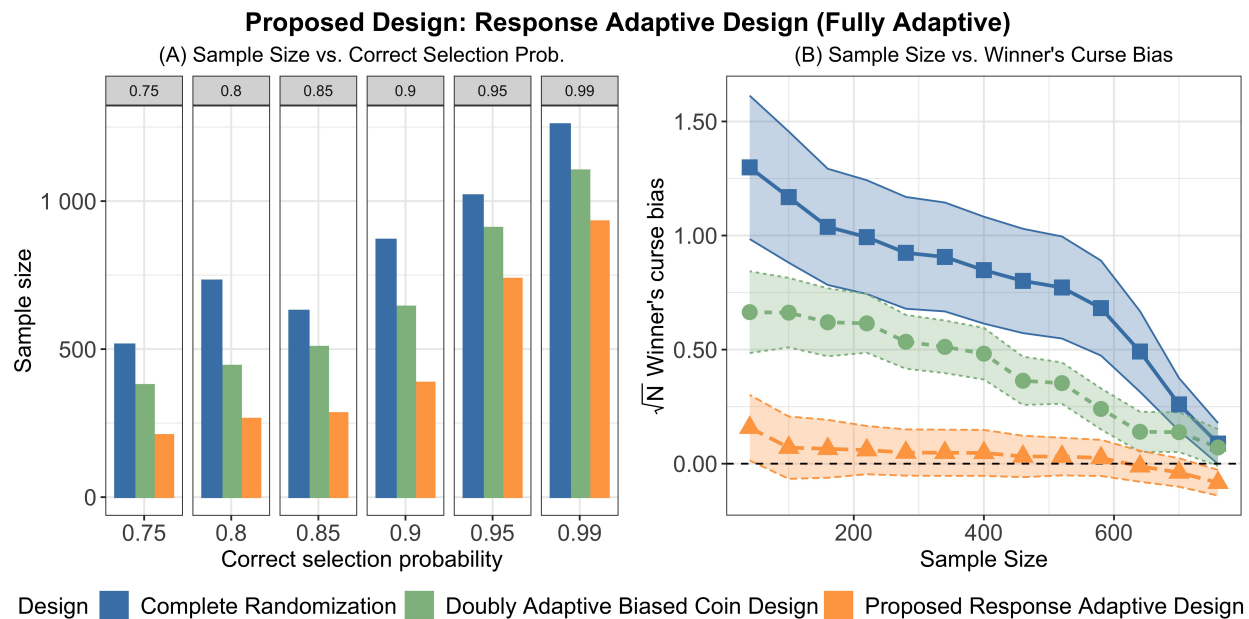 Proposed Design: Response Adaptive Design (Fully Adaptive)
(A) Sample Size vs. Correct Selection Prob.
0.75 0.8 0.85 0.9 0.95 0.99
Sample size
1 000
500
0
0.75 0.8 0.85 0.9 0.95 0.99
Correct selection probability
(B) Sample Size vs. Winner's Curse Bias
√N Winner's curse bias
1.50
1.00
0.50
0.00
200 400 600
Sample Size
Design Complete Randomization Doubly Adaptive Biased Coin Design Proposed Response Adaptive Design